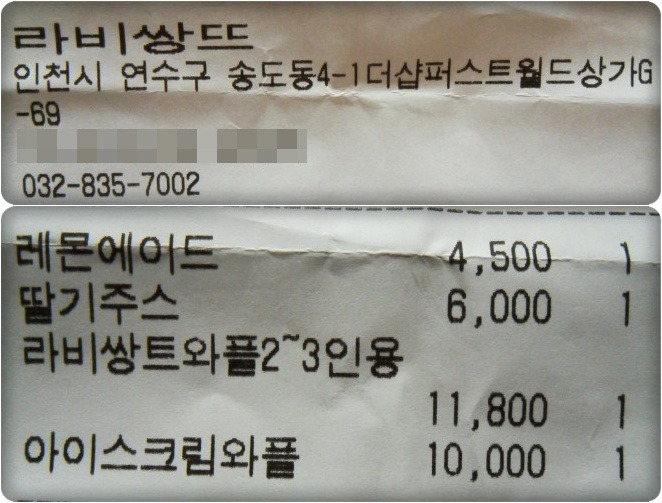 라비쌍뜨
인천시 연수구 송도동4-1더샵퍼스트월드상가G
-69
032-835-7002
레몬에이드 4,500 1
딸기주스 6,000 1
라비쌍트와플2~3인용
11,800 1
아이스크림와플 10,000 1